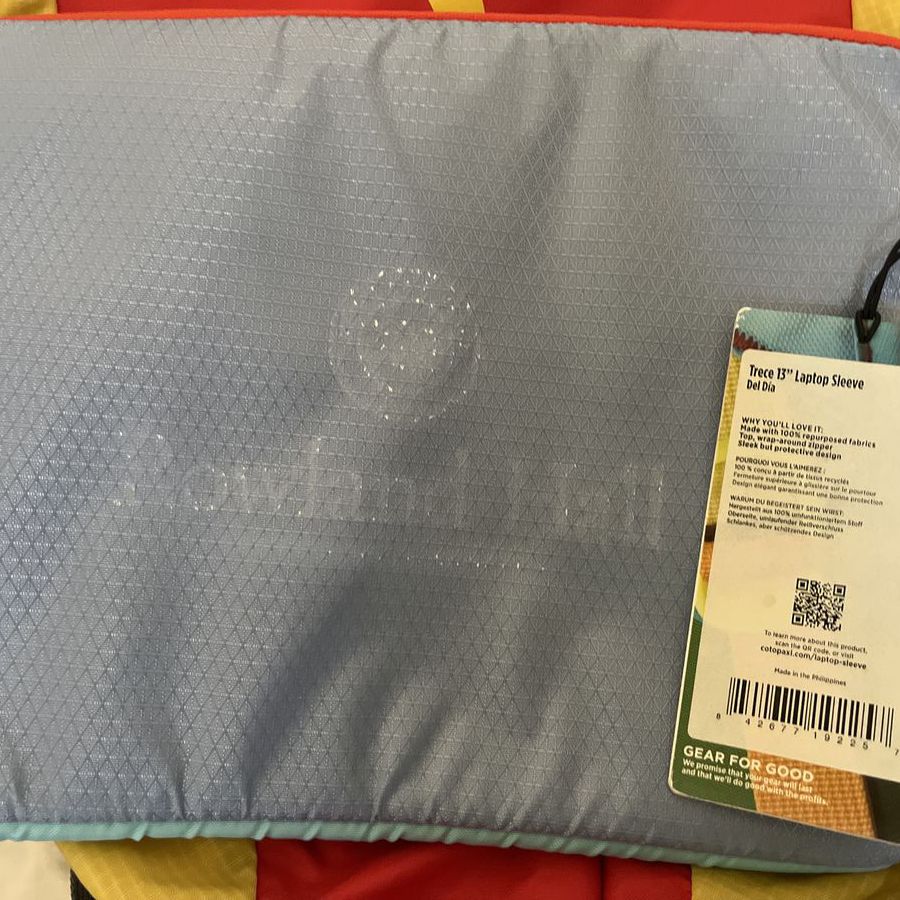 Trece 13” Laptop Sleeve
Del Día
WHY YOU'LL LOVE IT:
Made with 100% repurposed fabrics
Top, wrap-around zipper
Sleek but protective design
POURQUOI VOUS L'AIMEREZ :
100 % conçu à partir de tissus recyclés
Fermeture supérieure à glissière sur le pourtour
Design élégant garantissant une bonne protection
WARUM DU BEGEISTERT SEIN WIRST:
Hergestellt aus 100% umfunktioniertem Stoff
Oberseite, umlaufender Reißverschluss
Schlankes, aber schützendes Design
To learn more about this product,
scan the QR code, or visit
cotopaxi.com/laptop-sleeve
Made in the Philippines
8 42677 19225 7
GEAR FOR GOOD
We promise that your gear will last
and that we'll do good with the profits.